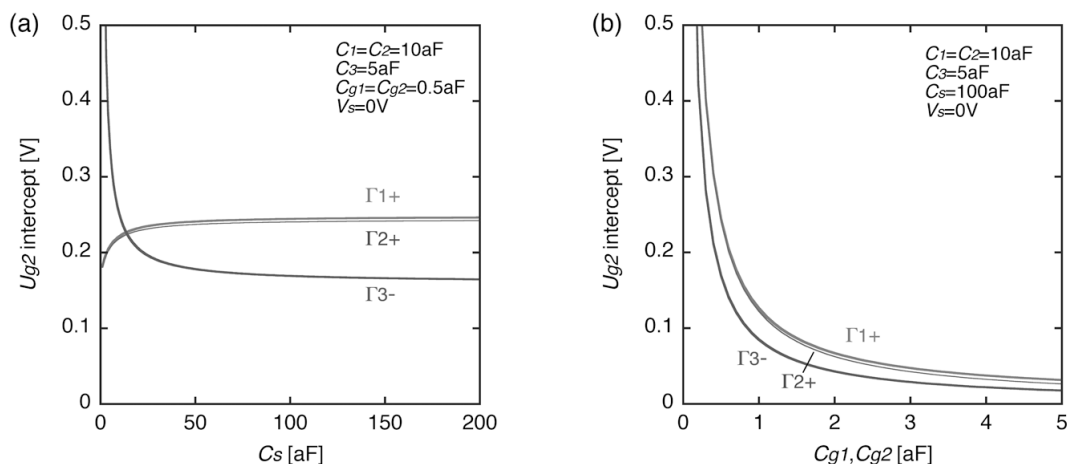 (a)
0.5
0.4
0.3
0.2
0.1
0
Ug2 intercept [V]
C1=C2=10aF
C3=5aF
Cg1=Cg2=0.5aF
Vs=0V
Γ1+
Γ2+
Γ3-
0 50 100 150 200
Cs [aF]
(b)
0.5
0.4
0.3
0.2
0.1
0
Ug2 intercept [V]
C1=C2=10aF
C3=5aF
Cs=100aF
Vs=0V
Γ1+
Γ3-
Γ2+
0 1 2 3 4 5
Cg1,Cg2 [aF]